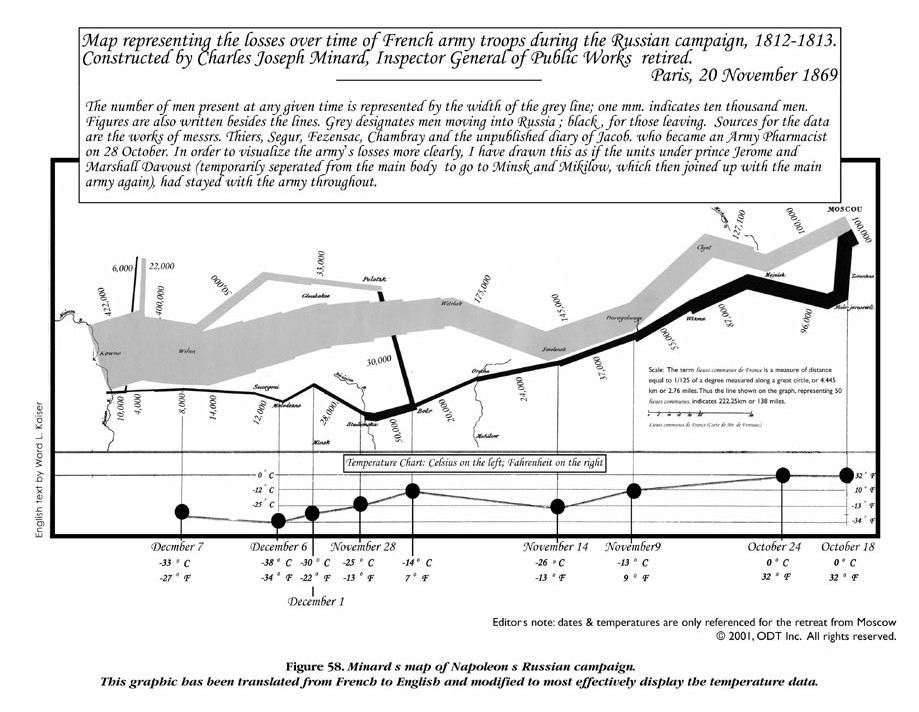 Map representing the losses over time of French army troops during the Russian campaign, 1812-1813.
Constructed by Charles Joseph Minard, Inspector General of Public Works retired.
Paris, 20 November 1869
The number of men present at any given time is represented by the width of the grey line; one mm. indicates ten thousand men.
Figures are also written besides the lines. Grey designates men moving into Russia ; black , for those leaving. Sources for the data
are the works of messrs. Thiers, Segur, Fezensac, Chambray and the unpublished diary of Jacob. who became an Army Pharmacist
on 28 October. In order to visualize the army's losses more clearly, I have drawn this as if the units under prince Jerome and
Marshall Davoust (temporarily seperated from the main body to go to Minsk and Mikilow, which then joined up with the main
army again), had stayed with the army throughout.
MOSCOU
100,000
100,000
127,100
Chjat
Mojaisk
6,000
22,000
33,000
Polotzk
50,000
Gloubokoe
175,000
Witebsk
422,000
400,000
145,000
Dorogobouge
Wizma
87,000
96,000
Malo-jarosewli
Kowno
Wilna
Smolensk
55,000
30,000
37,000
Scale: The term lieues communes de France is a measure of distance
equal to 1/125 of a degree measured along a great circle, or 4.445
km or 2.76 miles. Thus the line shown on the graph, representing 50
lieues communes, indicates 222.25km or 138 miles.
Lieues communes de France (Carte de Mr. de Fezensac)
Orscha
Smorgoni
Molodezno
10,000
4,000
8,000
14,000
12,000
28,000
Studienska
50,000
Bobr
20,000
24,000
Minsk
Mohilow
English text by Ward L. Kaiser
Temperature Chart: Celsius on the left; Fahrenheit on the right
0° C
-12 ° C
-25 ° C
32 ° F
10 ° F
-13 ° F
-34 ° F
Decmber 7
December 6
November 28
November 14
November9
October 24
October 18
-33 ° C
-38 ° C
-30 ° C
-25 ° C
-14° C
-26 ° C
-13 ° C
0 ° C
0 ° C
-27 ° F
-34 ° F
-22 ° F
-13 ° F
7 ° F
-13 ° F
9 ° F
32 ° F
32 ° F
December 1
Editors note: dates & temperatures are only referenced for the retreat from Moscow
© 2001, ODT Inc. All rights reserved.
Figure 58. Minard s map of Napoleon s Russian campaign.
This graphic has been translated from French to English and modified to most effectively display the temperature data.